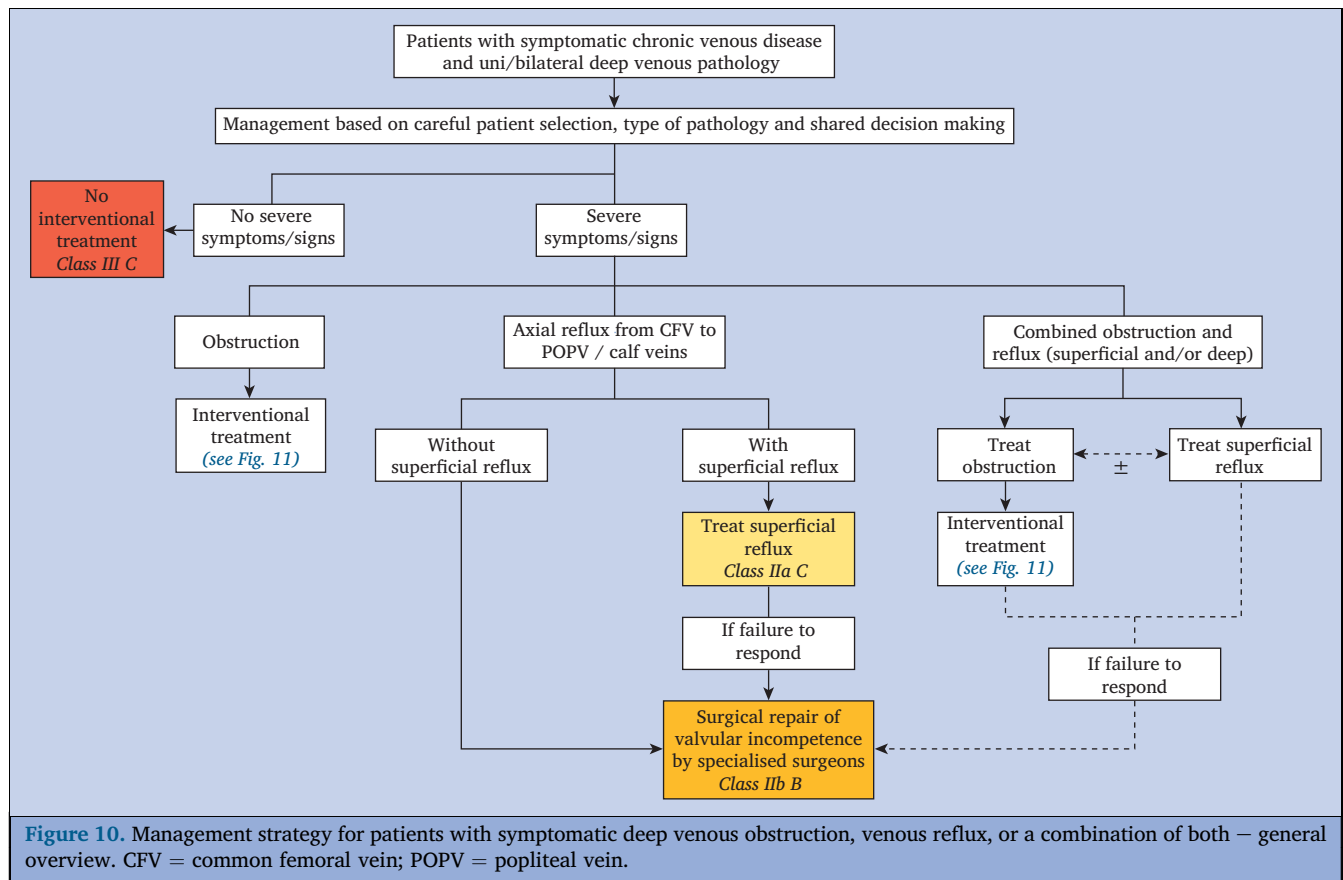 Patients with symptomatic chronic venous disease
and uni/bilateral deep venous pathology
Management based on careful patient selection, type of pathology and shared decision making
No
interventional
treatment
Class III C
No severe
symptoms/signs
Severe
symptoms/signs
Obstruction
Axial reflux from CFV to
POPV / calf veins
Combined obstruction and
reflux (superficial and/or deep)
Interventional
treatment
(see Fig. 11)
Without
superficial reflux
With
superficial reflux
Treat
obstruction
±
Treat superficial
reflux
Treat superficial
reflux
Class IIa C
Interventional
treatment
(see Fig. 11)
If failure to
respond
If failure to
respond
Surgical repair of
valvular incompetence
by specialised surgeons
Class IIb B
Figure 10. Management strategy for patients with symptomatic deep venous obstruction, venous reflux, or a combination of both – general
overview. CFV = common femoral vein; POPV = popliteal vein.